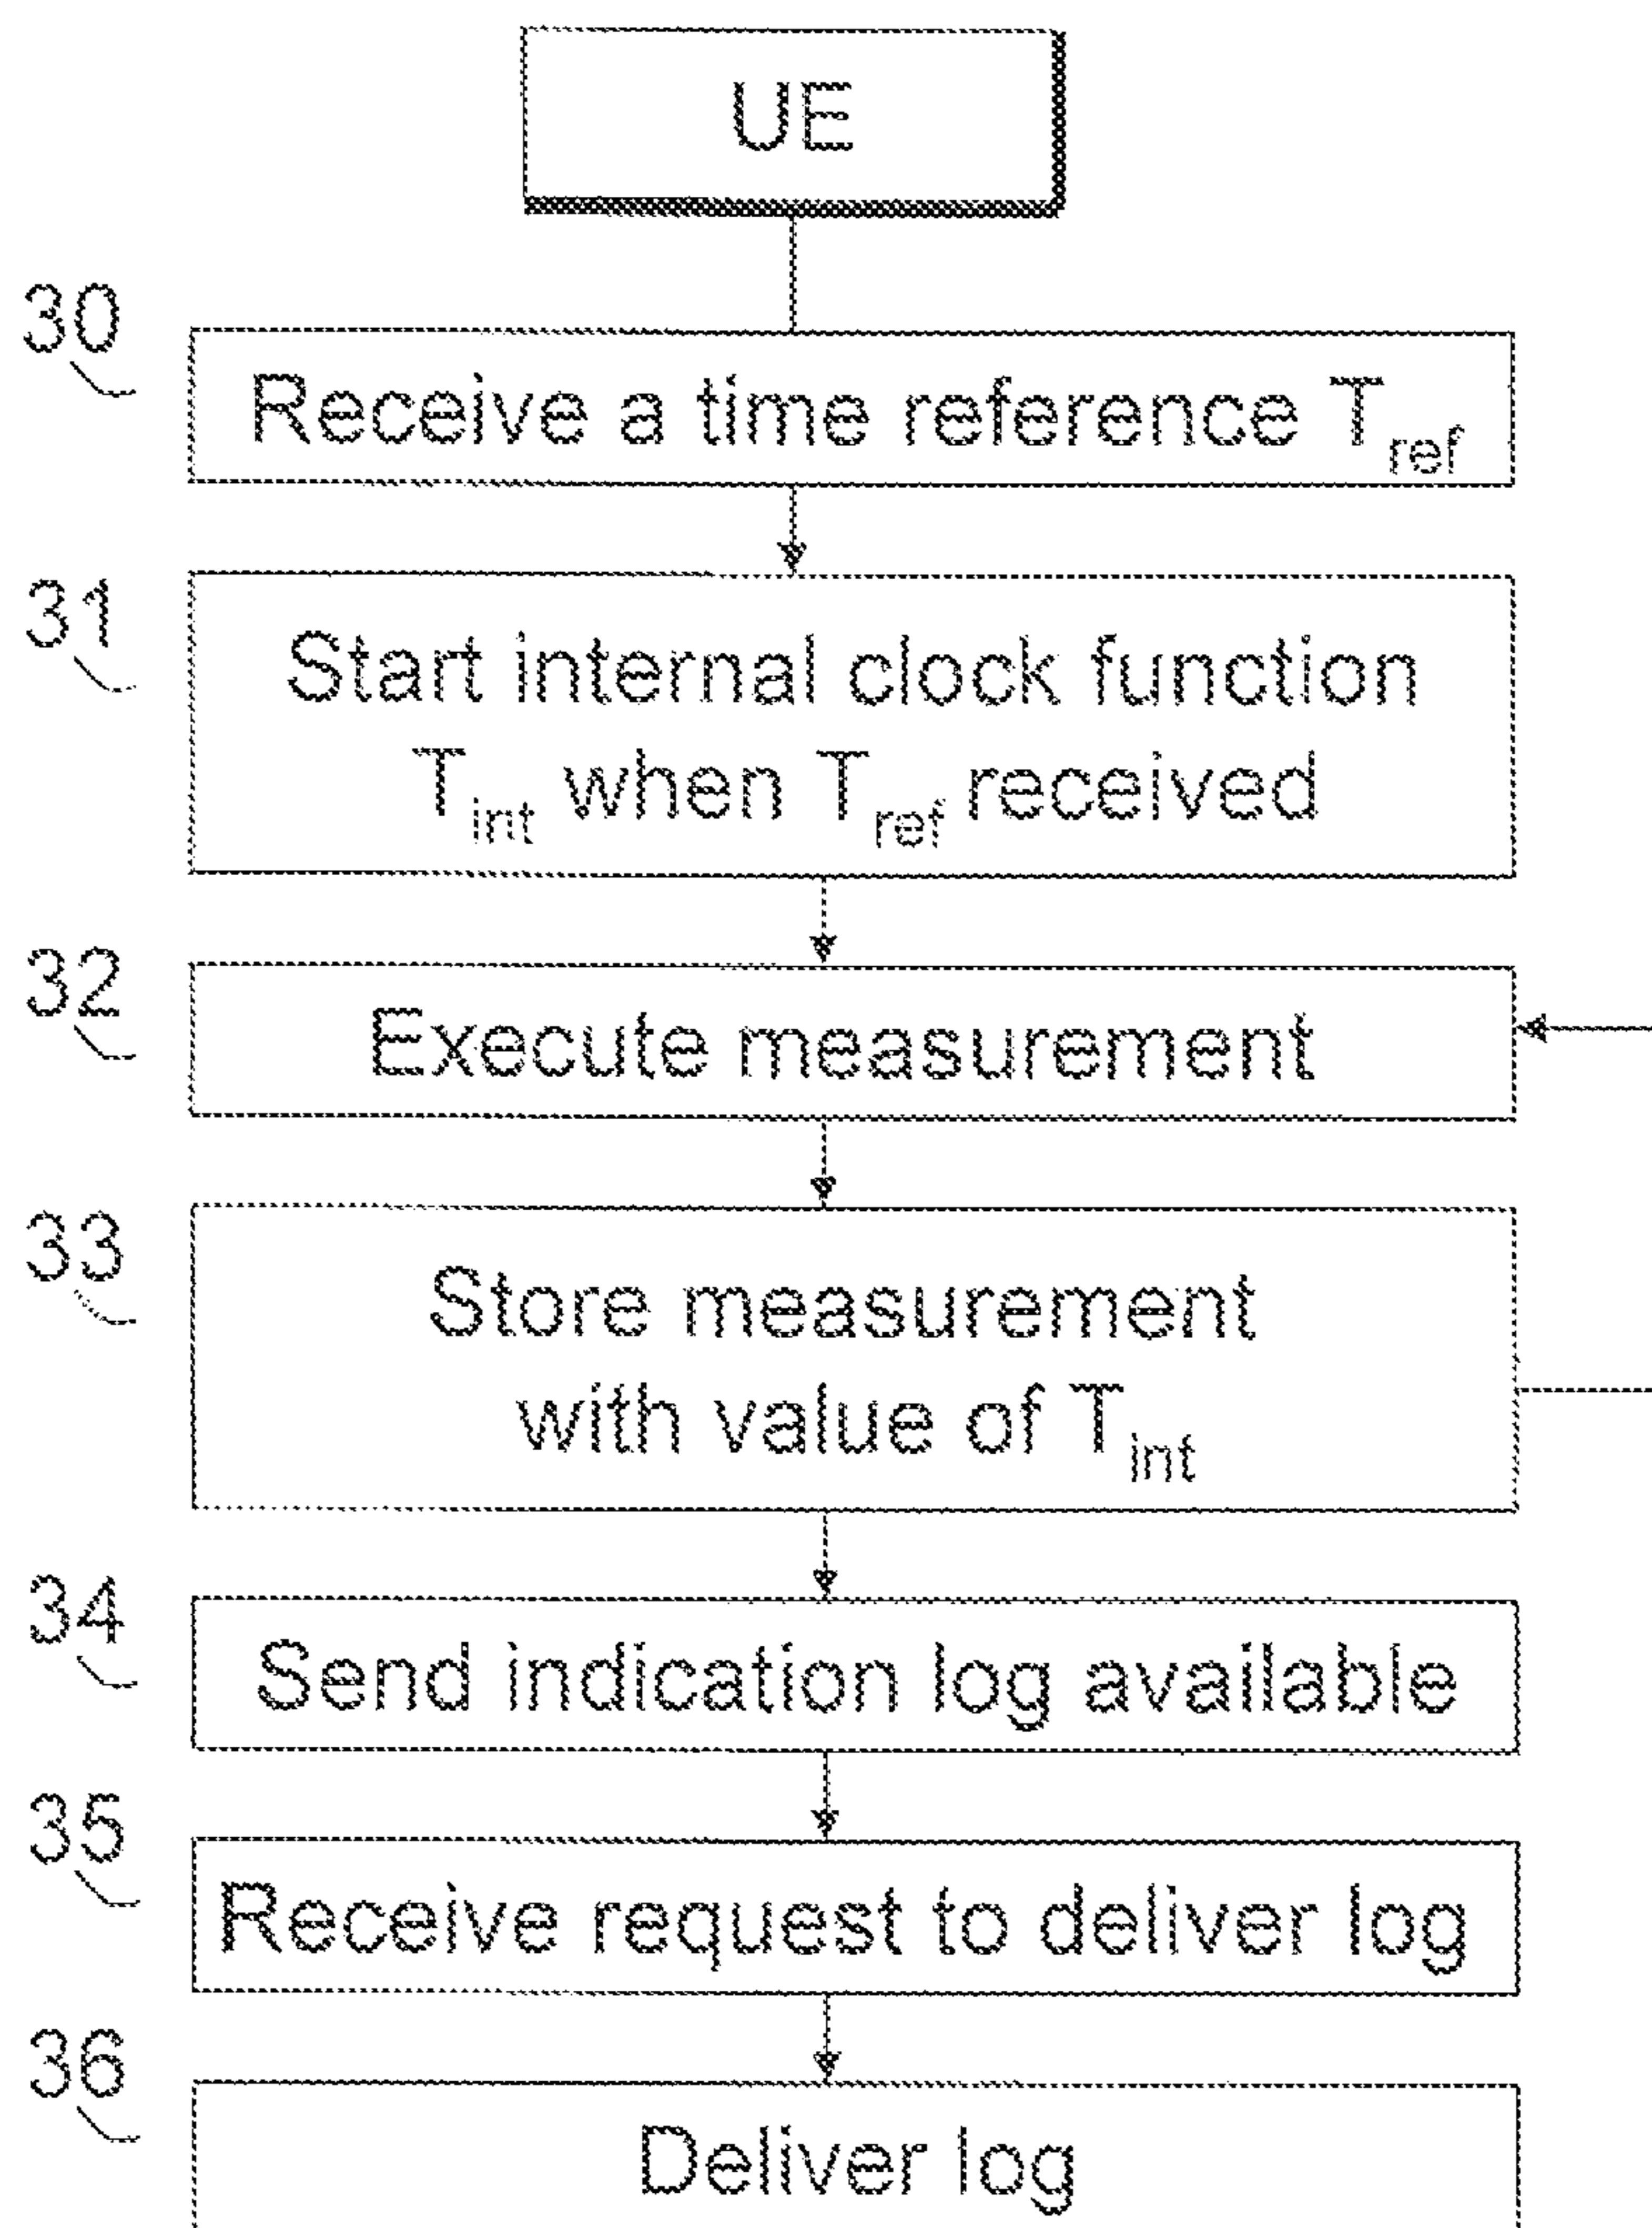 UE
30
Receive a time reference T_ref
31
Start internal clock function
T_int when T_ref received
32
Execute measurement
33
Store measurement
with value of T_int
34
Send indication log available
35
Receive request to deliver log
36
Deliver log